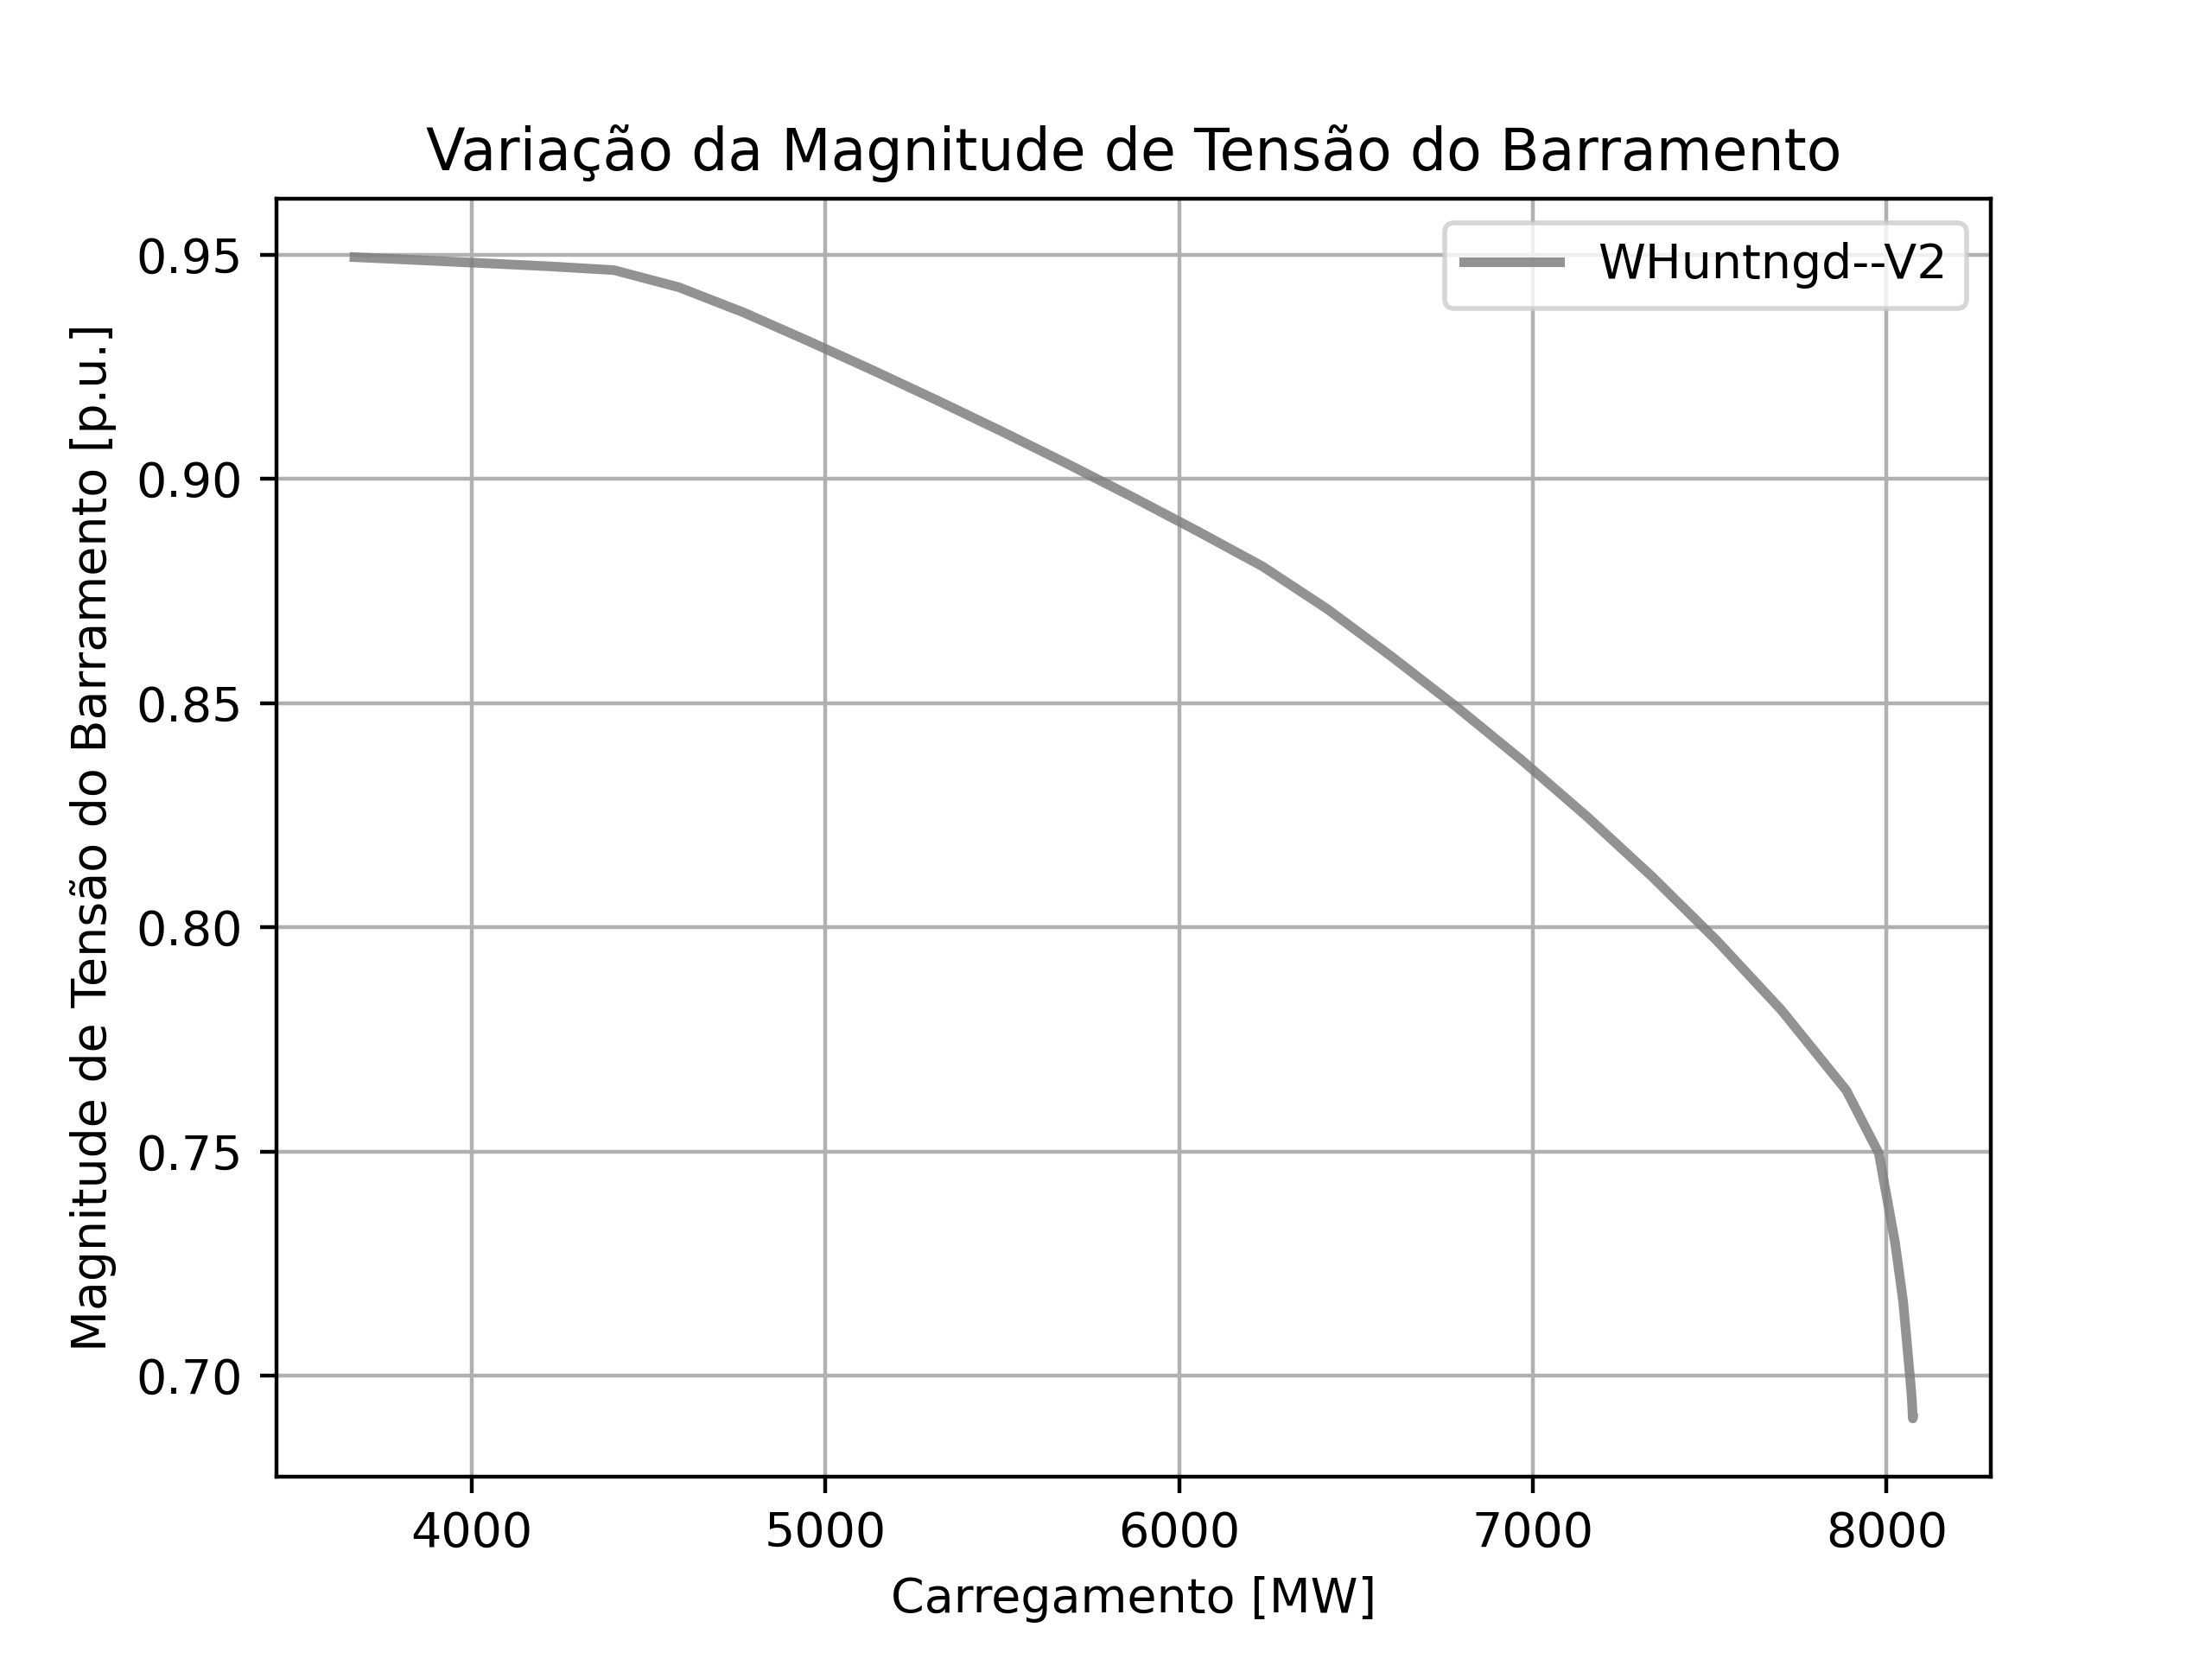 Variação da Magnitude de Tensão do Barramento
WHuntngd--V2
Magnitude de Tensão do Barramento [p.u.]
0.95
0.90
0.85
0.80
0.75
0.70
4000 5000 6000 7000 8000
Carregamento [MW]